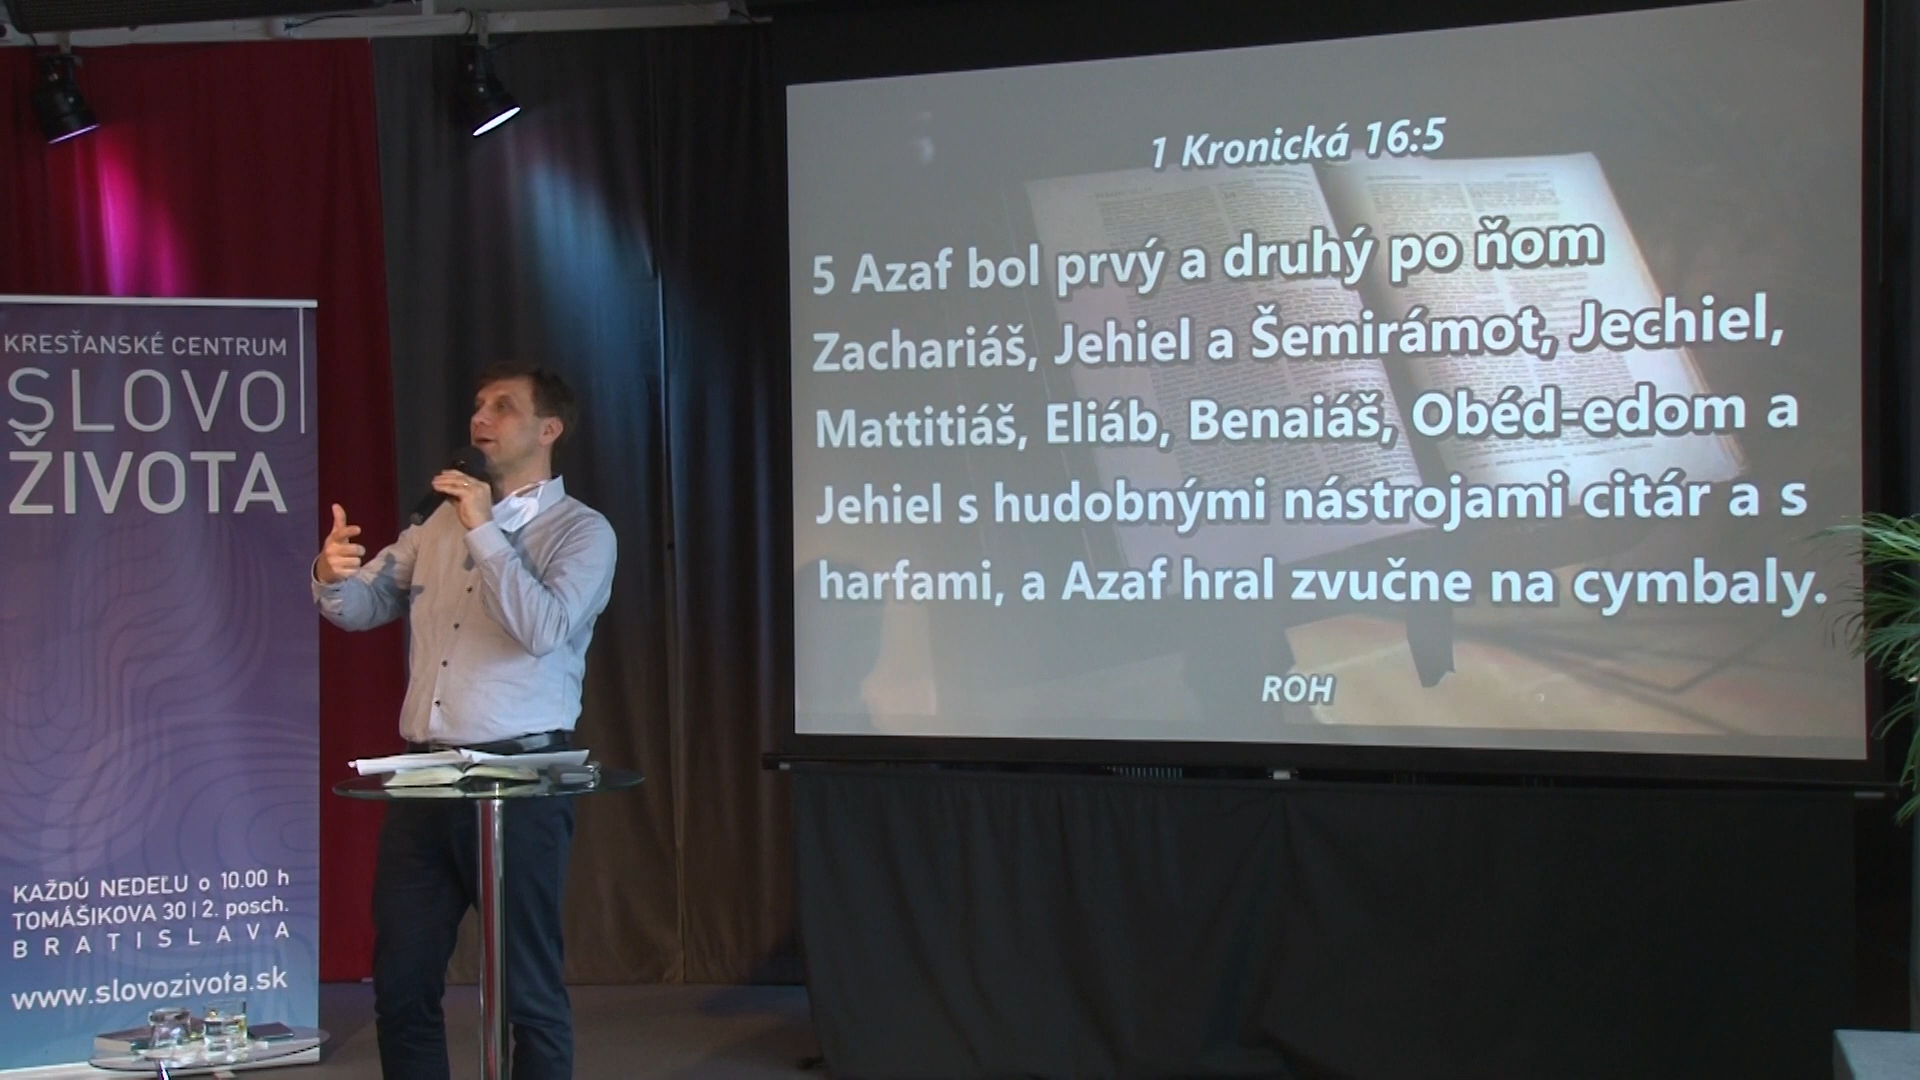 KRESŤANSKÉ CENTRUM
SLOVO
ŽIVOTA
KAŽDÚ NEDEĽU o 10.00 h
TOMÁŠIKOVA 30 | 2. posch.
BRATISLAVA
www.slovozivota.sk
1 Kronická 16:5
5 Azaf bol prvý a druhý po ňom
Zachariáš, Jehiel a Šemirámot, Jechiel,
Mattitiáš, Eliáb, Benaiáš, Obéd-edom a
Jehiel s hudobnými nástrojami citár a s
harfami, a Azaf hral zvučne na cymbaly.
ROH